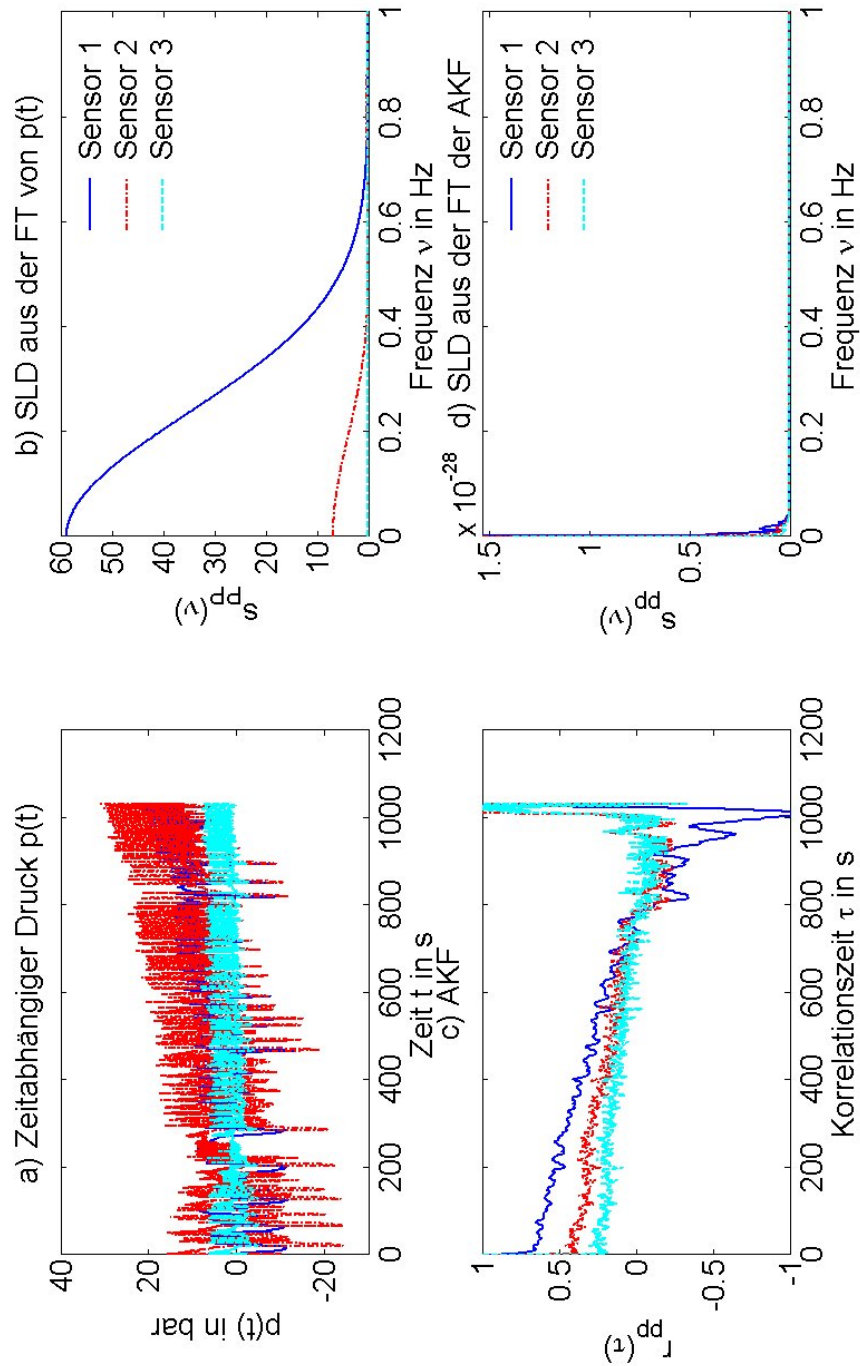 a) Zeitabhängiger Druck p(t)
p(t) in bar
40
20
0
-20
0 200 400 600 800 1000 1200
Zeit t in s
b) SLD aus der FT von p(t)
s_pp(ν)
60
50
40
30
20
10
0
0 0.2 0.4 0.6 0.8 1
Frequenz ν in Hz
Sensor 1
Sensor 2
Sensor 3
c) AKF
r_pp(τ)
1
0.5
0
-0.5
-1
0 200 400 600 800 1000 1200
Korrelationszeit τ in s
x 10^-28
d) SLD aus der FT der AKF
s_pp(ν)
1.5
1
0.5
0
0 0.2 0.4 0.6 0.8 1
Frequenz ν in Hz
Sensor 1
Sensor 2
Sensor 3